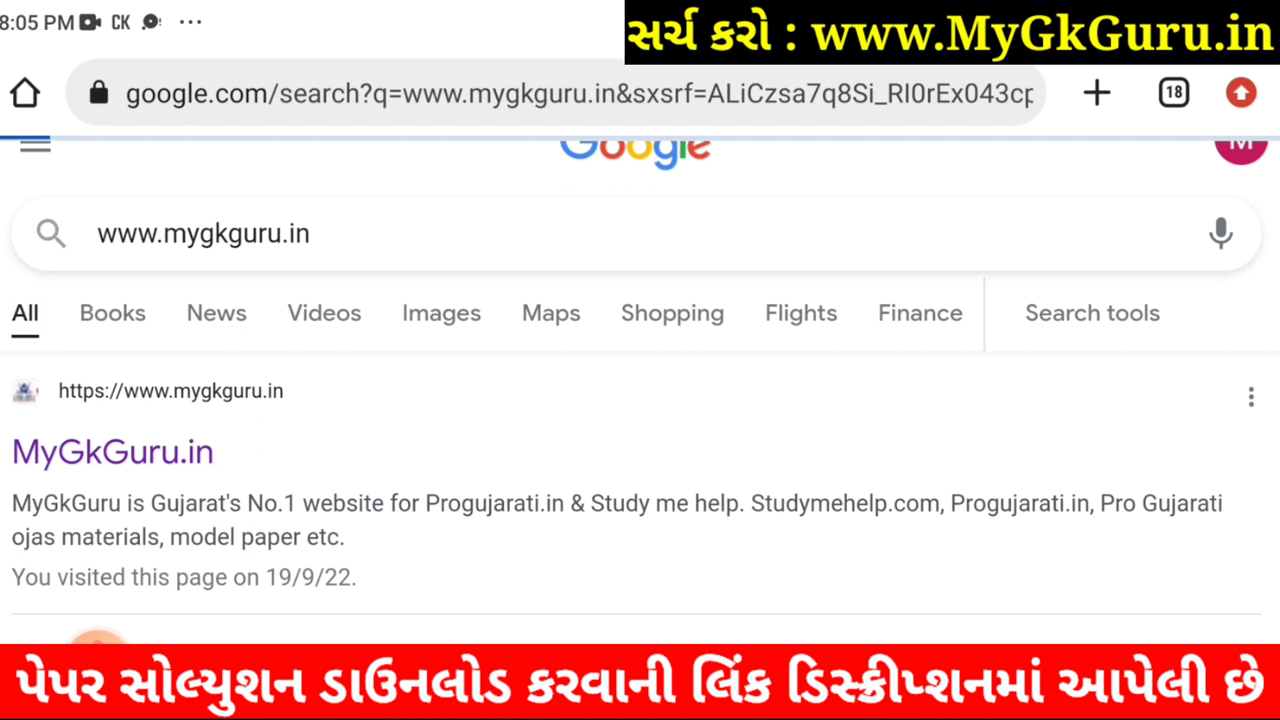 8:05 PM CK ...
સર્ચ કરો : www.MyGkGuru.in
google.com/search?q=www.mygkguru.in&sxsrf=ALiCzsa7q8Si_RI0rEx043cp
18
Google
M
www.mygkguru.in
All Books News Videos Images Maps Shopping Flights Finance Search tools
https://www.mygkguru.in
MyGkGuru.in
MyGkGuru is Gujarat's No.1 website for Progujarati.in & Study me help. Studymehelp.com, Progujarati.in, Pro Gujarati
ojas materials, model paper etc.
You visited this page on 19/9/22.
પેપર સોલ્યુશન ડાઉનલોડ કરવાની લિંક ડિસ્ક્રીપ્શનમાં આપેલી છે